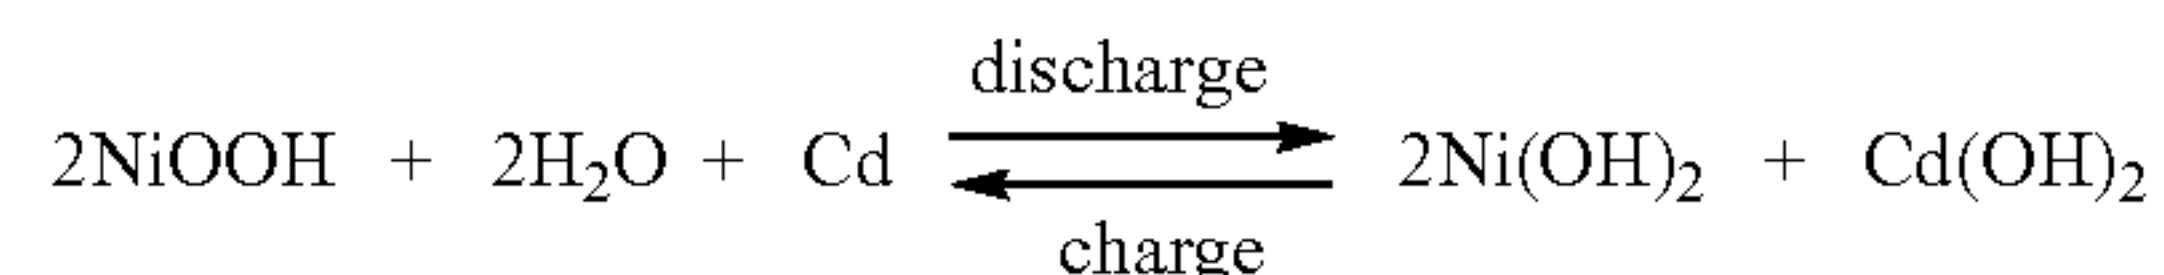 discharge
2NiOOH + 2H₂O + Cd ⇌ 2Ni(OH)₂ + Cd(OH)₂
charge